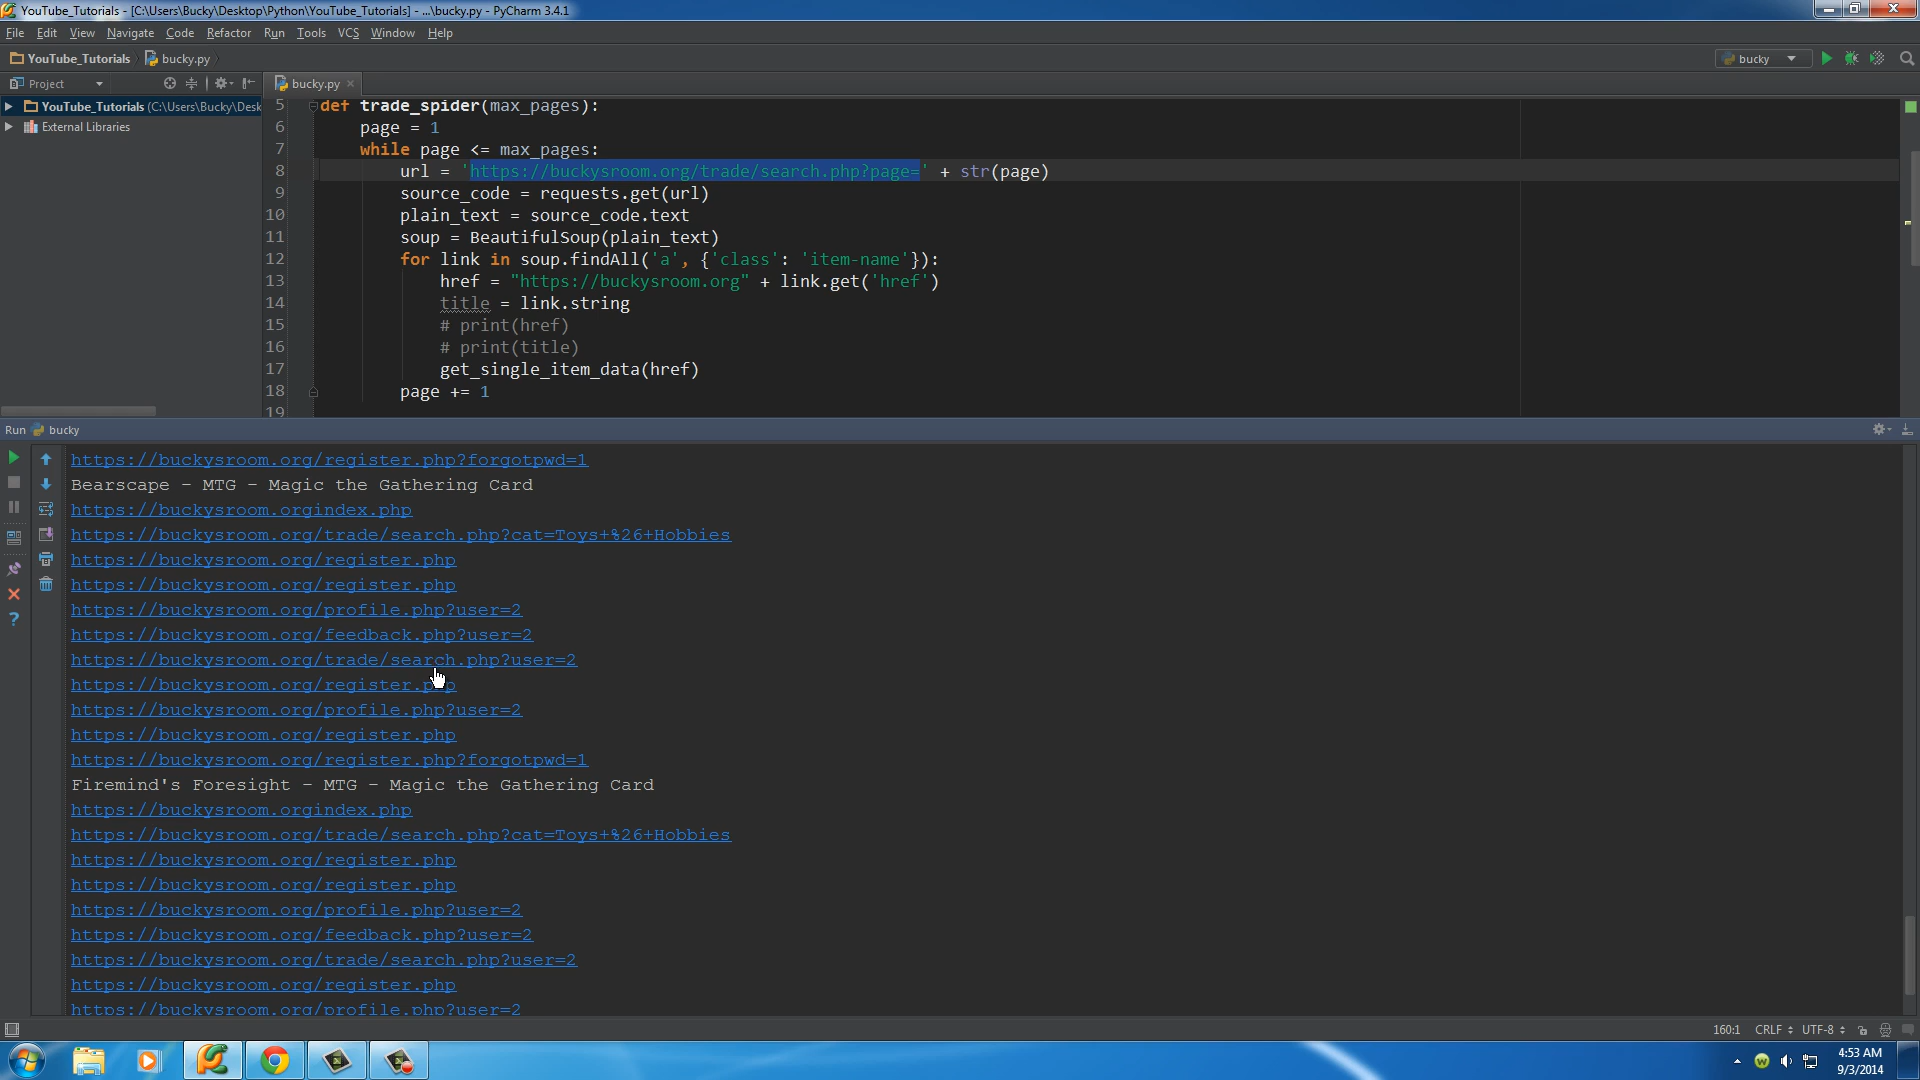 YouTube_Tutorials - [C:\Users\Bucky\Desktop\Python\YouTube_Tutorials] - ...\bucky.py - PyCharm 3.4.1
File Edit View Navigate Code Refactor Run Tools VCS Window Help
YouTube_Tutorials bucky.py bucky
Project bucky.py
YouTube_Tutorials (C:\Users\Bucky\Desk
External Libraries
5 def trade_spider(max_pages):
6 page = 1
7 while page <= max_pages:
8 url = 'https://buckysroom.org/trade/search.php?page=' + str(page)
9 source_code = requests.get(url)
10 plain_text = source_code.text
11 soup = BeautifulSoup(plain_text)
12 for link in soup.findAll('a', {'class': 'item-name'}):
13 href = "https://buckysroom.org" + link.get('href')
14 title = link.string
15 # print(href)
16 # print(title)
17 get_single_item_data(href)
18 page += 1
19
Run bucky
https://buckysroom.org/register.php?forgotpwd=1
Bearscape - MTG - Magic the Gathering Card
https://buckysroom.orgindex.php
https://buckysroom.org/trade/search.php?cat=Toys+%26+Hobbies
https://buckysroom.org/register.php
https://buckysroom.org/register.php
https://buckysroom.org/profile.php?user=2
https://buckysroom.org/feedback.php?user=2
https://buckysroom.org/trade/search.php?user=2
https://buckysroom.org/register.php
https://buckysroom.org/profile.php?user=2
https://buckysroom.org/register.php
https://buckysroom.org/register.php?forgotpwd=1
Firemind's Foresight - MTG - Magic the Gathering Card
https://buckysroom.orgindex.php
https://buckysroom.org/trade/search.php?cat=Toys+%26+Hobbies
https://buckysroom.org/register.php
https://buckysroom.org/register.php
https://buckysroom.org/profile.php?user=2
https://buckysroom.org/feedback.php?user=2
https://buckysroom.org/trade/search.php?user=2
https://buckysroom.org/register.php
https://buckysroom.org/profile.php?user=2
160:1 CRLF UTF-8
4:53 AM
9/3/2014